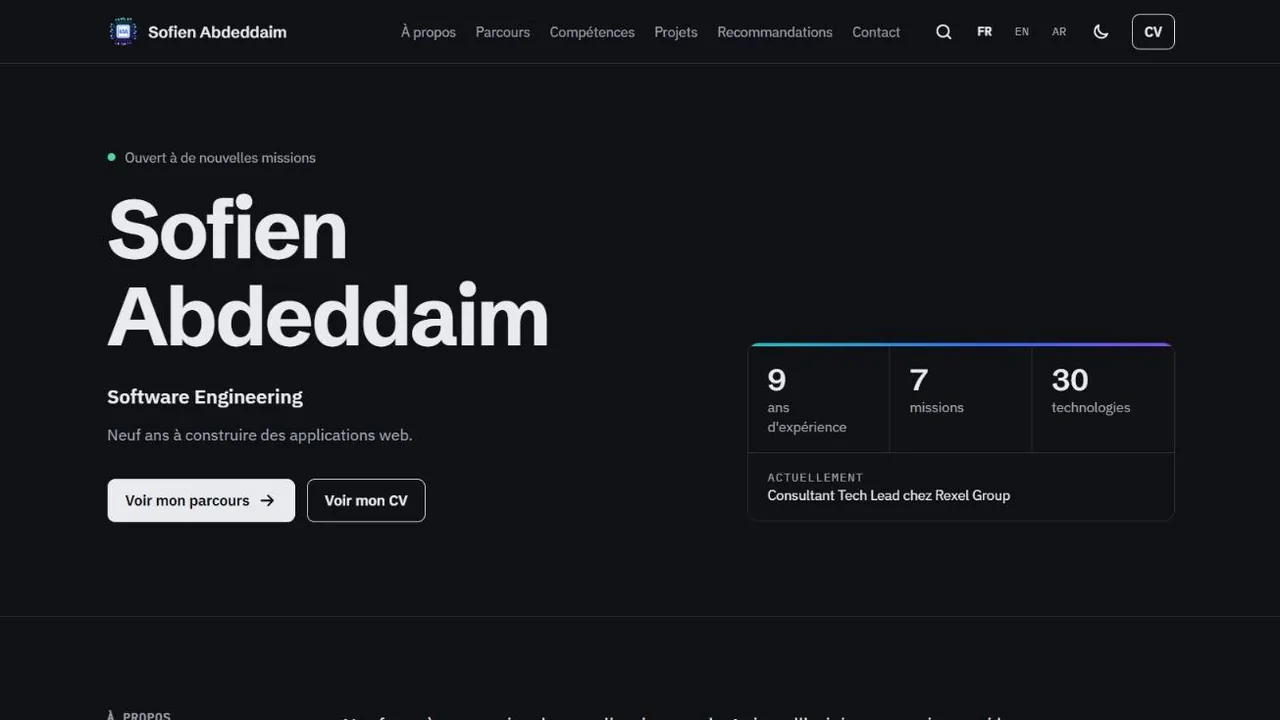 Sofien Abdeddaim
À propos Parcours Compétences Projets Recommandations Contact FR EN AR CV
Ouvert à de nouvelles missions
Sofien
Abdeddaim
Software Engineering
Neuf ans à construire des applications web.
Voir mon parcours → Voir mon CV
9 7 30
ans missions technologies
d'expérience
ACTUELLEMENT
Consultant Tech Lead chez Rexel Group
À PROPOS